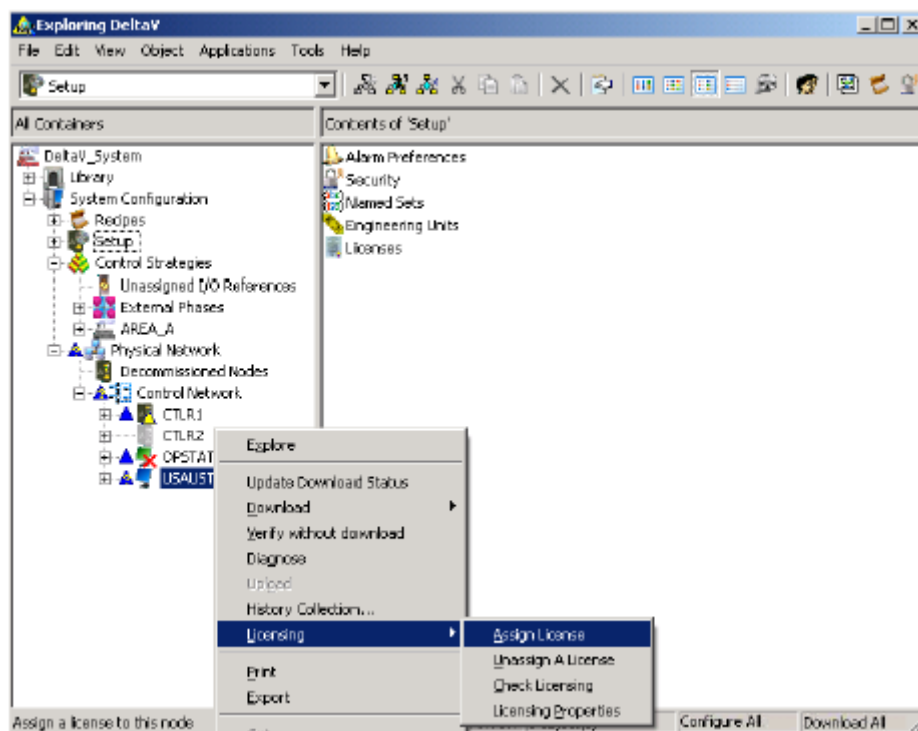 Exploring DeltaV
File Edit View Object Applications Tools Help
Setup
All Containers
Contents of 'Setup'
DeltaV_System
Library
System Configuration
Recipes
Setup
Control Strategies
Unassigned I/O References
External Phases
AREA_A
Physical Network
Decommissioned Nodes
Control Network
CTLR1
CTLR2
OPSTAT
USAUST
Alarm Preferences
Security
Named Sets
Engineering Units
Licenses
Explore
Update Download Status
Download
Verify without download
Diagnose
Upload
History Collection...
Licensing
Print
Export
Assign License
Unassign A License
Check Licensing
Licensing Properties
Assign a license to this node
Configure All
Download All